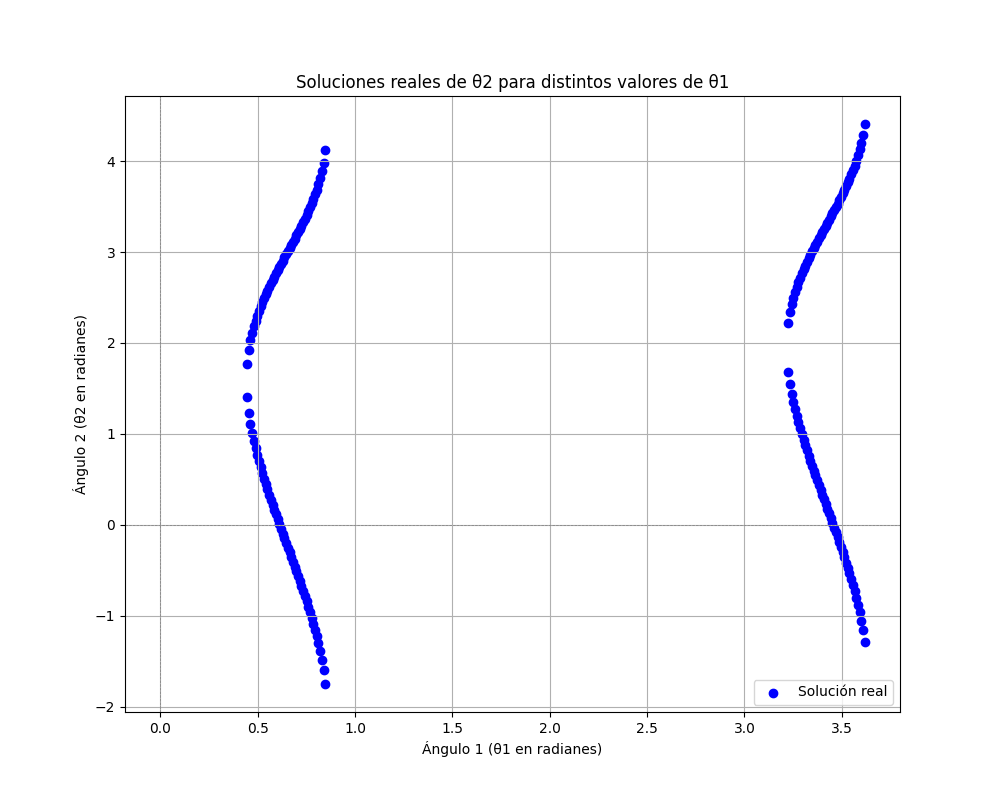 Soluciones reales de θ2 para distintos valores de θ1
Ángulo 2 (θ2 en radianes)
4
3
2
1
0
−1
−2
0.0 0.5 1.0 1.5 2.0 2.5 3.0 3.5
Ángulo 1 (θ1 en radianes)
Solución real